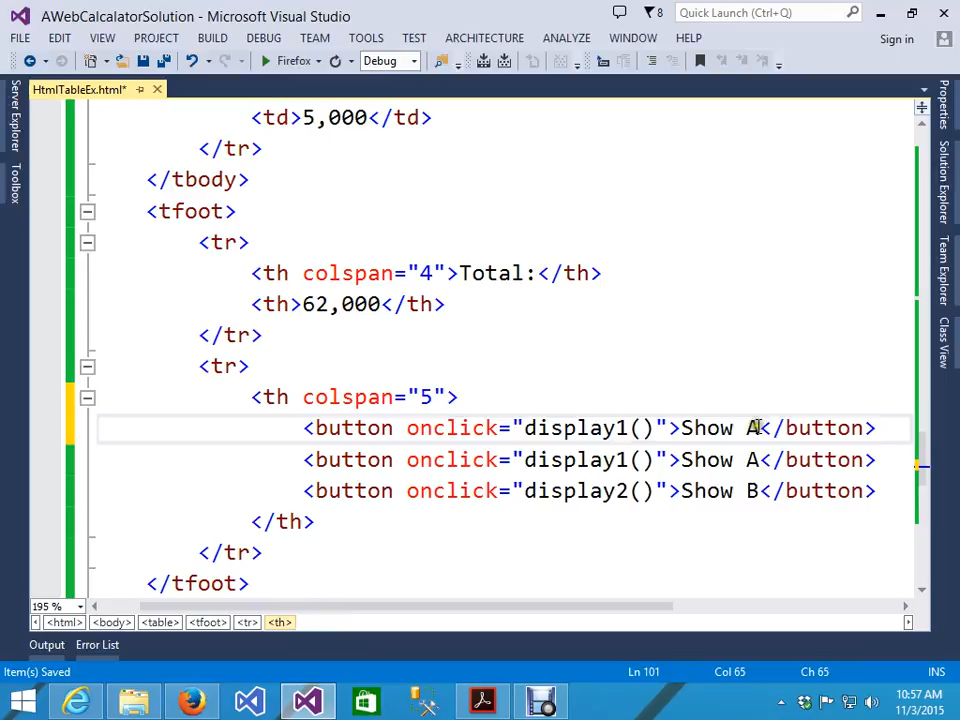 AWebCalcalatorSolution - Microsoft Visual Studio
8
Quick Launch (Ctrl+Q)
FILE EDIT VIEW PROJECT BUILD DEBUG TEAM TOOLS TEST ARCHITECTURE ANALYZE WINDOW HELP
Sign in
Firefox
Debug
HtmlTableEx.html*
Server Explorer
Toolbox
<td>5,000</td>
</tr>
</tbody>
<tfoot>
<tr>
<th colspan="4">Total:</th>
<th>62,000</th>
</tr>
<tr>
<th colspan="5">
<button onclick="display1()">Show A</button>
<button onclick="display1()">Show A</button>
<button onclick="display2()">Show B</button>
</th>
</tr>
</tfoot>
Properties
Solution Explorer
Team Explorer
Class View
195 %
<html> <body> <table> <tfoot> <tr> <th>
Output Error List
Item(s) Saved Ln 101 Col 65 Ch 65 INS
10:57 AM
11/3/2015